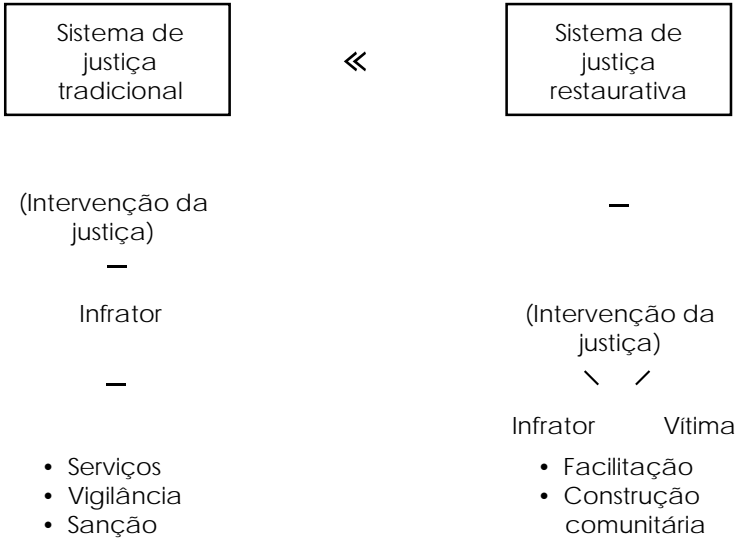 Sistema de
justiça
tradicional
≪
Sistema de
justiça
restaurativa
(Intervenção da
justiça)
Infrator
• Serviços
• Vigilância
• Sanção
(Intervenção da
justiça)
Infrator Vítima
• Facilitação
• Construção
comunitária